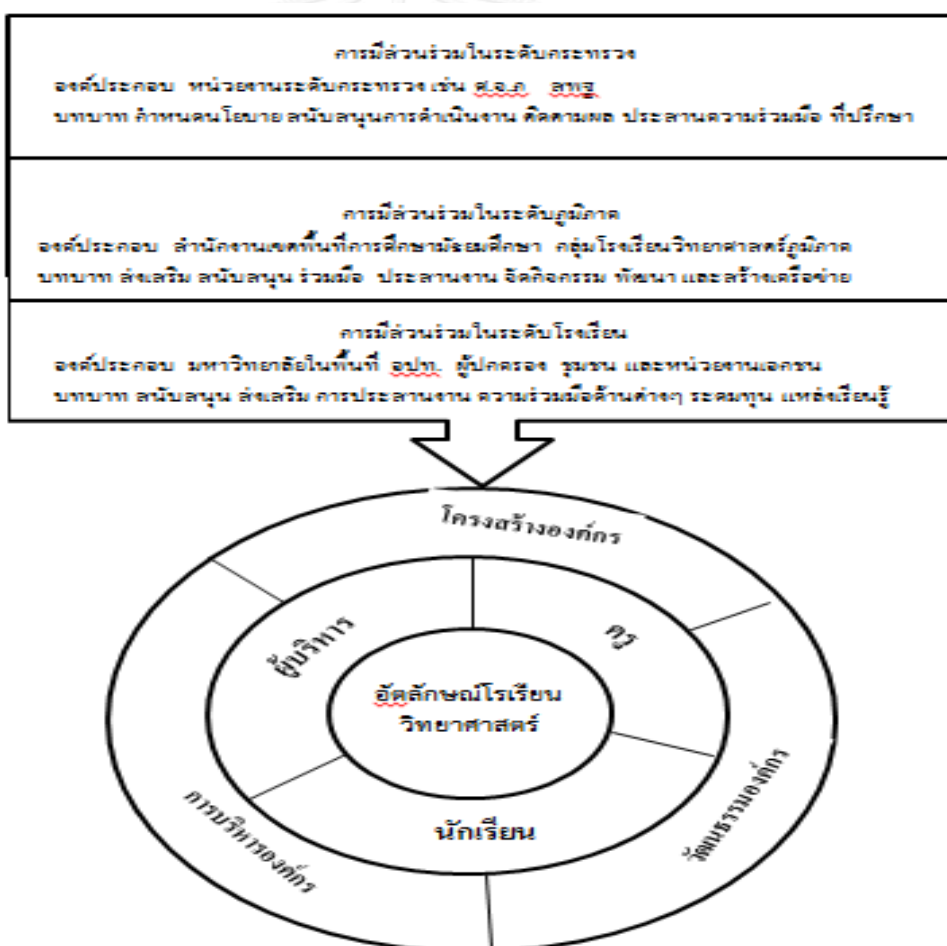 การมีส่วนร่วมในระดับกระทรวง
องค์ประกอบ หน่วยงานระดับกระทรวง เช่น ศ.อ.ภ สพฐ
บทบาท กำหนดนโยบาย สนับสนุนการดำเนินงาน ติดตามผล ประสานความร่วมมือ ที่ปรึกษา
การมีส่วนร่วมในระดับภูมิภาค
องค์ประกอบ สำนักงานเขตพื้นที่การศึกษามัธยมศึกษา กลุ่มโรงเรียนวิทยาศาสตร์ภูมิภาค
บทบาท ส่งเสริม สนับสนุน ร่วมมือ ประสานงาน จัดกิจกรรม พัฒนา และสร้างเครือข่าย
การมีส่วนร่วมในระดับโรงเรียน
องค์ประกอบ มหาวิทยาลัยในพื้นที่ อปท. ผู้ปกครอง ชุมชน และหน่วยงานเอกชน
บทบาท สนับสนุน ส่งเสริม การประสานงาน ความร่วมมือด้านต่างๆ ระดมทุน แหล่งเรียนรู้
โครงสร้างองค์กร
ผู้บริหาร
ครู
อัตลักษณ์โรเรียน
วิทยาศาสตร์
นักเรียน
การบริหารองค์กร
วัฒนธรรมองค์กร